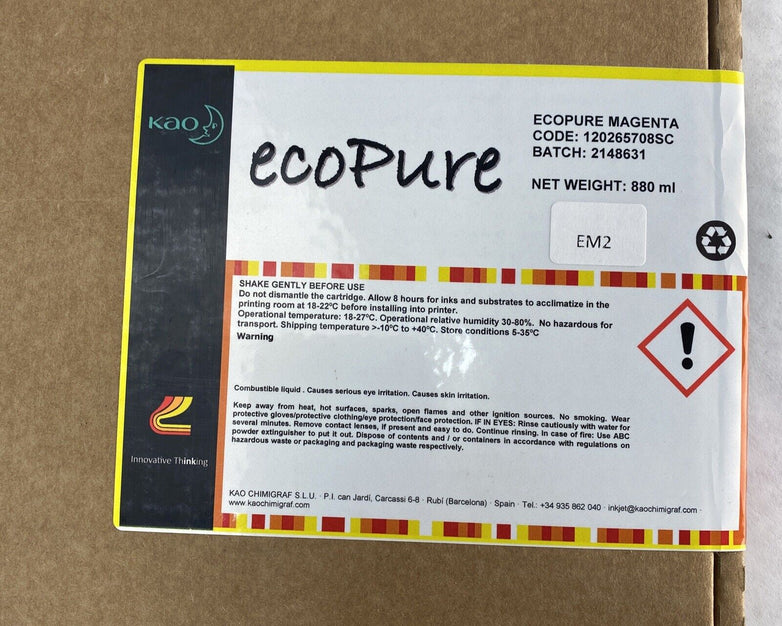 Kao
ecoPure
ECOPURE MAGENTA
CODE: 120265708SC
BATCH: 2148631
NET WEIGHT: 880 ml
EM2
SHAKE GENTLY BEFORE USE
Do not dismantle the cartridge. Allow 8 hours for inks and substrates to acclimatize in the
printing room at 18-22ºC before installing into printer.
Operational temperature: 18-27ºC. Operational relative humidity 30-80%. No hazardous for
transport. Shipping temperature >-10ºC to +40ºC. Store conditions 5-35ºC
Warning
Combustible liquid . Causes serious eye irritation. Causes skin irritation.
Keep away from heat, hot surfaces, sparks, open flames and other ignition sources. No smoking. Wear
protective gloves/protective clothing/eye protection/face protection. IF IN EYES: Rinse cautiously with water for
several minutes. Remove contact lenses, if present and easy to do. Continue rinsing. In case of fire: Use ABC
powder extinguisher to put it out. Dispose of contents and / or containers in accordance with regulations on
hazardous waste or packaging and packaging waste respectively.
Innovative Thinking
KAO CHIMIGRAF S.L.U. · P.I. can Jardí, Carcassi 6-8 · Rubí (Barcelona) · Spain · Tel.: +34 935 862 040 · inkjet@kaochimigraf.com ·
www.kaochimigraf.com